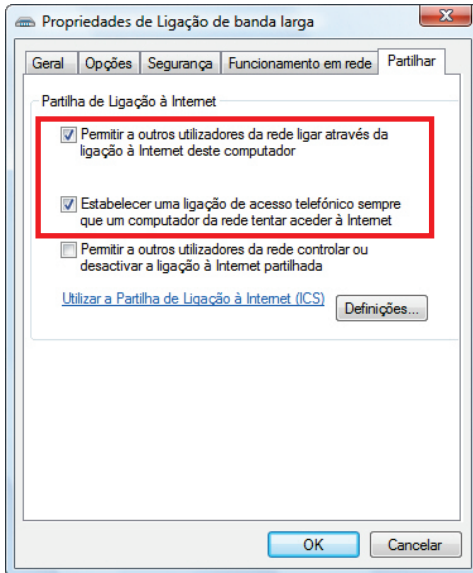 Propriedades de Ligação de banda larga
Geral Opções Segurança Funcionamento em rede Partilhar
Partilha de Ligação à Internet
Permitir a outros utilizadores da rede ligar através da
ligação à Internet deste computador
Estabelecer uma ligação de acesso telefónico sempre
que um computador da rede tentar aceder à Internet
Permitir a outros utilizadores da rede controlar ou
desactivar a ligação à Internet partilhada
Utilizar a Partilha de Ligação à Internet (ICS)
Definições...
OK Cancelar